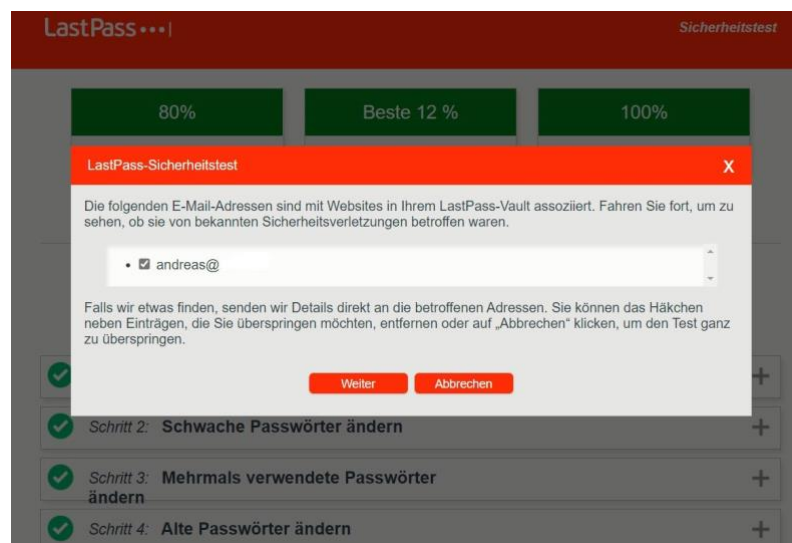 LastPass •••|
Sicherheitstest
80%
Beste 12 %
100%
LastPass-Sicherheitstest
X
Die folgenden E-Mail-Adressen sind mit Websites in Ihrem LastPass-Vault assoziiert. Fahren Sie fort, um zu
sehen, ob sie von bekannten Sicherheitsverletzungen betroffen waren.
• andreas@
Falls wir etwas finden, senden wir Details direkt an die betroffenen Adressen. Sie können das Häkchen
neben Einträgen, die Sie überspringen möchten, entfernen oder auf „Abbrechen“ klicken, um den Test ganz
zu überspringen.
Weiter
Abbrechen
Schritt 2: Schwache Passwörter ändern
Schritt 3: Mehrmals verwendete Passwörter
ändern
Schritt 4: Alte Passwörter ändern